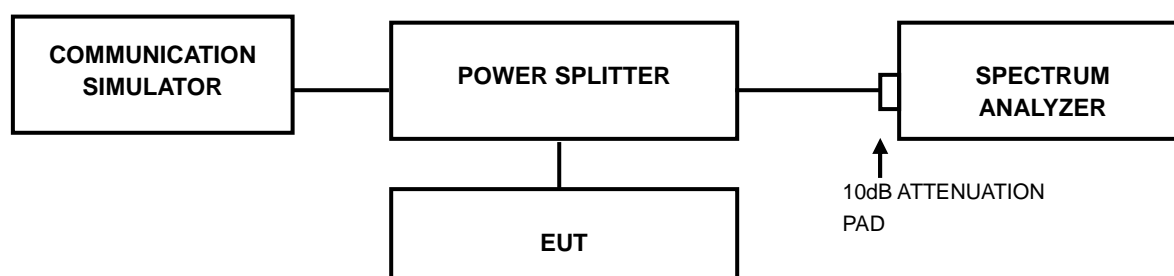 COMMUNICATION
SIMULATOR
POWER SPLITTER
SPECTRUM
ANALYZER
10dB ATTENUATION
PAD
EUT